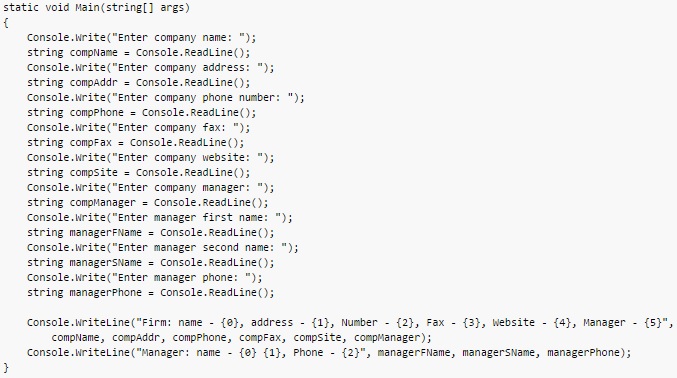 static void Main(string[] args)
{
    Console.Write("Enter company name: ");
    string compName = Console.ReadLine();
    Console.Write("Enter company address: ");
    string compAddr = Console.ReadLine();
    Console.Write("Enter company phone number: ");
    string compPhone = Console.ReadLine();
    Console.Write("Enter company fax: ");
    string compFax = Console.ReadLine();
    Console.Write("Enter company website: ");
    string compSite = Console.ReadLine();
    Console.Write("Enter company manager: ");
    string compManager = Console.ReadLine();
    Console.Write("Enter manager first name: ");
    string managerFName = Console.ReadLine();
    Console.Write("Enter manager second name: ");
    string managerSName = Console.ReadLine();
    Console.Write("Enter manager phone: ");
    string managerPhone = Console.ReadLine();

    Console.WriteLine("Firm: name - {0}, address - {1}, Number - {2}, Fax - {3}, Website - {4}, Manager - {5}",
        compName, compAddr, compPhone, compFax, compSite, compManager);
    Console.WriteLine("Manager: name - {0} {1}, Phone - {2}", managerFName, managerSName, managerPhone);
}